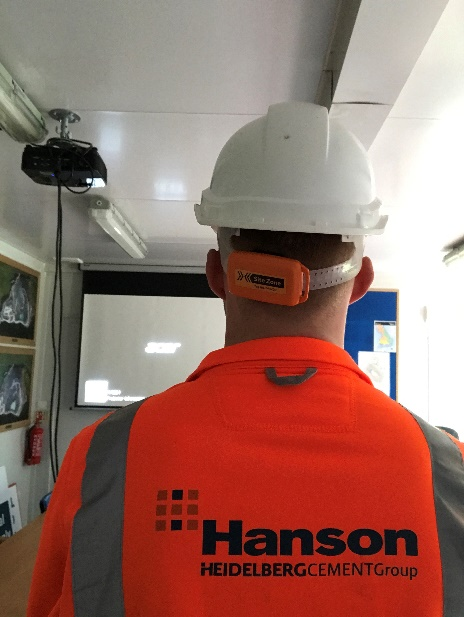 Site Zone
acer
Hanson
HEIDELBERGCEMENTGroup